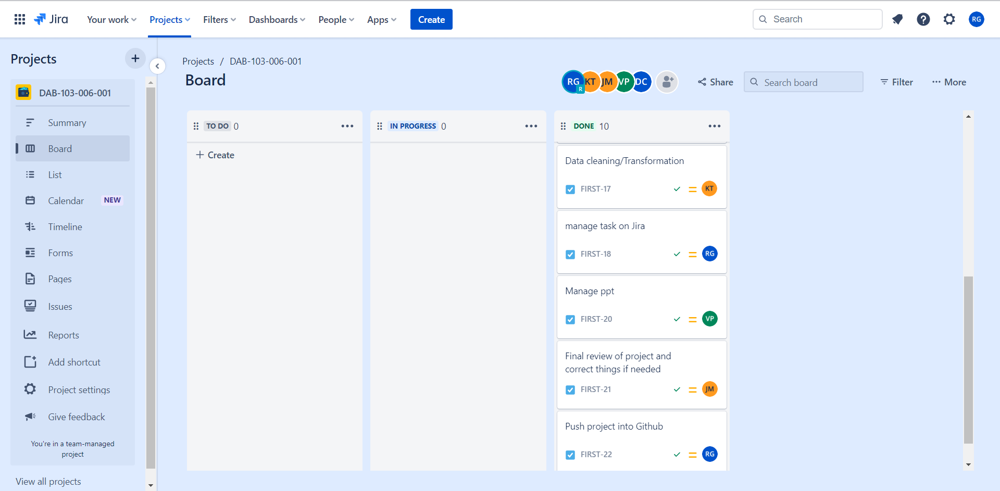 Jira
Your work
Projects
Filters
Dashboards
People
Apps
Create
Search
RG
Projects
DAB-103-006-001
Summary
Board
List
Calendar NEW
Timeline
Forms
Pages
Issues
Reports
Add shortcut
Project settings
Give feedback
You're in a team-managed
project
View all projects
Projects / DAB-103-006-001
Board
RG R KT JM VP DC
Share
Search board
Filter
More
TO DO 0
Create
IN PROGRESS 0
DONE 10
Data cleaning/Transformation
FIRST-17 KT
manage task on Jira
FIRST-18 RG
Manage ppt
FIRST-20 VP
Final review of project and
correct things if needed
FIRST-21 JM
Push project into Github
FIRST-22 RG